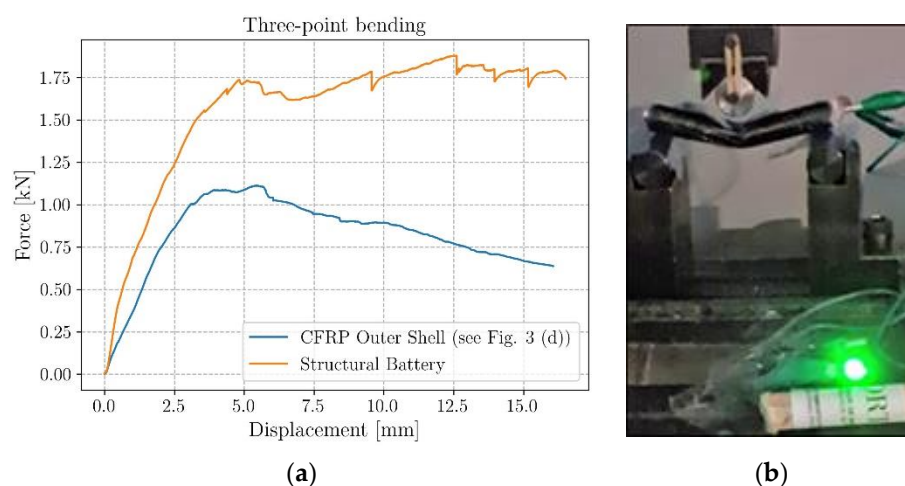 Three-point bending
1.75
1.50
1.25
1.00
0.75
0.50
0.25
0.00
Force [kN]
CFRP Outer Shell (see Fig. 3 (d))
Structural Battery
0.0 2.5 5.0 7.5 10.0 12.5 15.0
Displacement [mm]
(a)
(b)